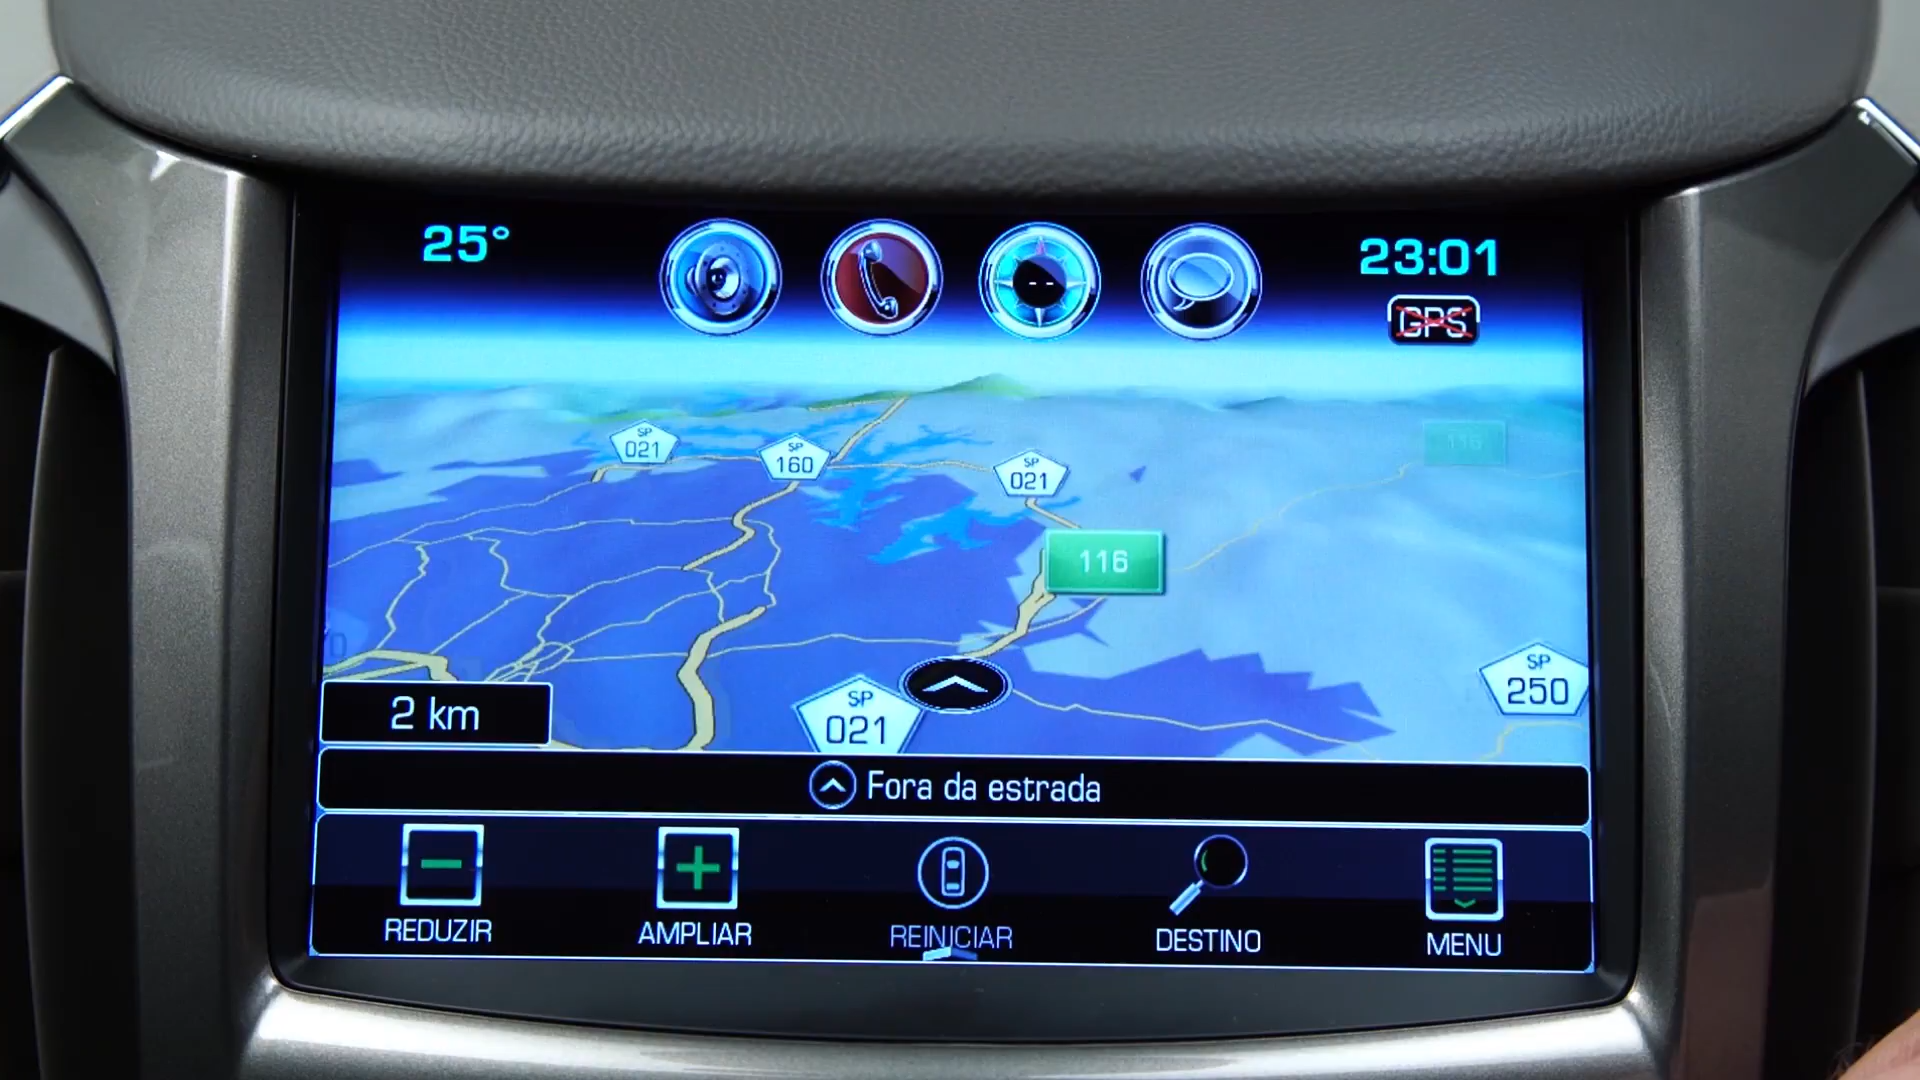 25°
23:01
GPS
SP
021
SP
160
SP
021
116
116
SP
250
2 km
SP
021
Fora da estrada
REDUZIR
AMPLIAR
REINICIAR
DESTINO
MENU